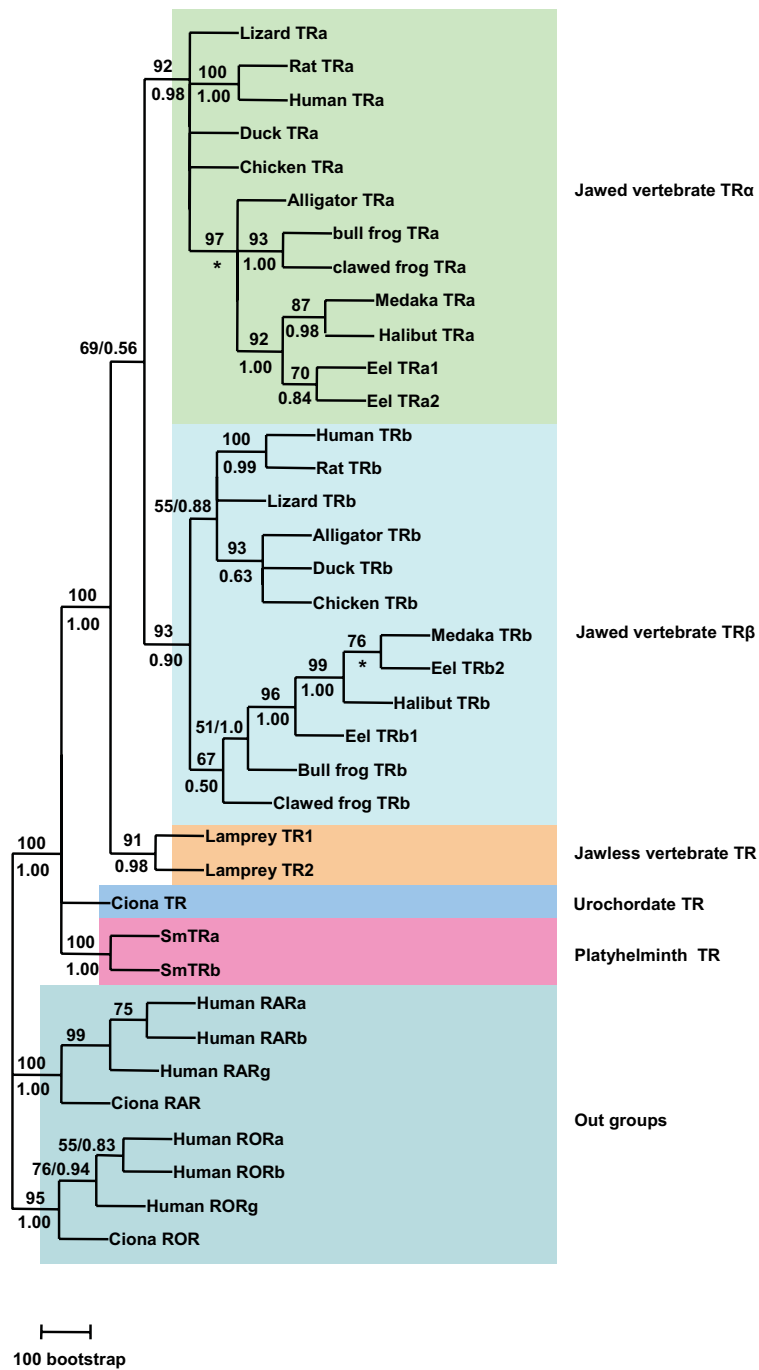 Lizard TRa
92
100
Rat TRa
0.98
1.00
Human TRa
Duck TRa
Chicken TRa
Jawed vertebrate TRα
Alligator TRa
97
93
bull frog TRa
*
1.00
clawed frog TRa
87
Medaka TRa
92
0.98
Halibut TRa
69/0.56
1.00
70
Eel TRa1
0.84
Eel TRa2
100
Human TRb
0.99
Rat TRb
55/0.88
Lizard TRb
93
Alligator TRb
0.63
Duck TRb
Chicken TRb
100
1.00
93
0.90
76
Medaka TRb
Jawed vertebrate TRβ
99
*
Eel TRb2
96
1.00
Halibut TRb
51/1.0
1.00
Eel TRb1
67
Bull frog TRb
0.50
Clawed frog TRb
91
Lamprey TR1
100
0.98
Lamprey TR2
Jawless vertebrate TR
1.00
Ciona TR
Urochordate TR
100
SmTRa
1.00
SmTRb
Platyhelminth TR
75
Human RARa
99
Human RARb
100
Human RARg
1.00
Ciona RAR
Out groups
55/0.83
Human RORa
76/0.94
Human RORb
95
Human RORg
1.00
Ciona ROR
100 bootstrap